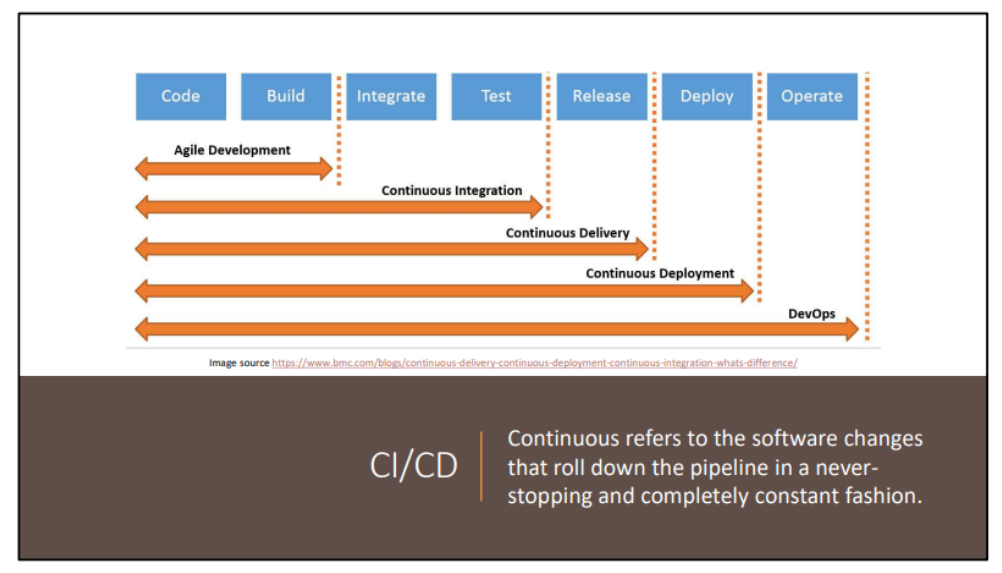 Code Build Integrate Test Release Deploy Operate
Agile Development
Continuous Integration
Continuous Delivery
Continuous Deployment
DevOps
Image source https://www.bmc.com/blogs/continuous-delivery-continuous-deployment-continuous-integration-whats-difference/
CI/CD
Continuous refers to the software changes
that roll down the pipeline in a never-
stopping and completely constant fashion.